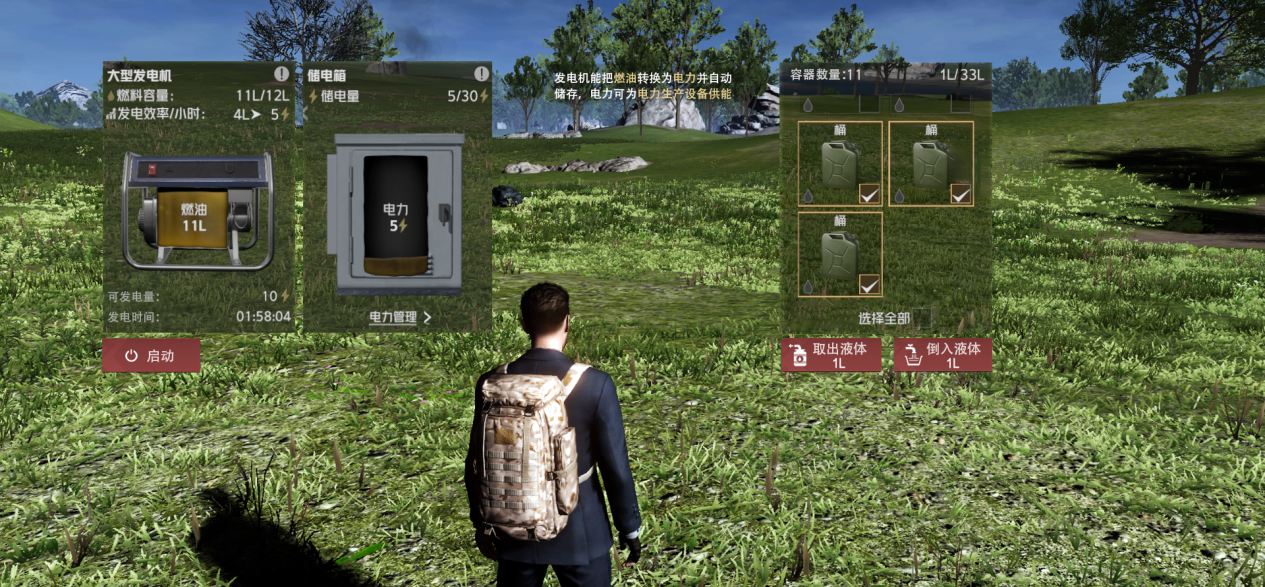 大型发电机
燃料容量： 11L/12L
发电效率/小时： 4L➤ 5
燃油
11L
可发电量： 10
发电时间： 01:58:04
启动
储电箱
储电量 5/30
电力
5
电力管理 >
发电机能把燃油转换为电力并自动
储存，电力可为电力生产设备供能
容器数量:11 1L/33L
桶 桶
桶
选择全部
取出液体
1L
倒入液体
1L